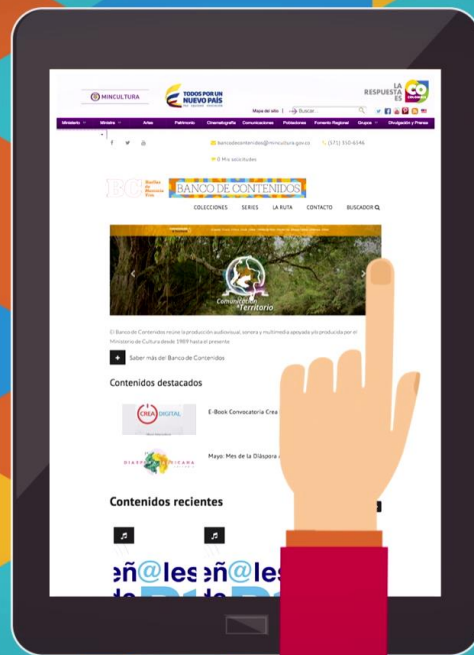 MINCULTURA
TODOS POR UN
NUEVO PAÍS
LA
RESPUESTA
ES
CO
Mapa del sitio | Buscar
Ministerio Ministra Artes Patrimonio Cinematografía Comunicaciones Poblaciones Fomento Regional Grupos Divulgación y Prensa
bancodecontenidos@mincultura.gov.co (571) 110-6146
0 Mis solicitudes
BANCO DE CONTENIDOS
COLECCIONES SERIES LA RUTA CONTACTO BUSCADOR
Comunicación
Territorio
El Banco de Contenidos reúne la producción audiovisual, sonora y multimedia apoyada y/o producida por el
Ministerio de Cultura desde 1989 hasta el presente
+ Saber más del Banco de Contenidos
Contenidos destacados
CREA DIGITAL
E-Book Convocatoria Crea
Mayo: Mes de la Diáspora
Contenidos recientes
eñ@les eñ@les